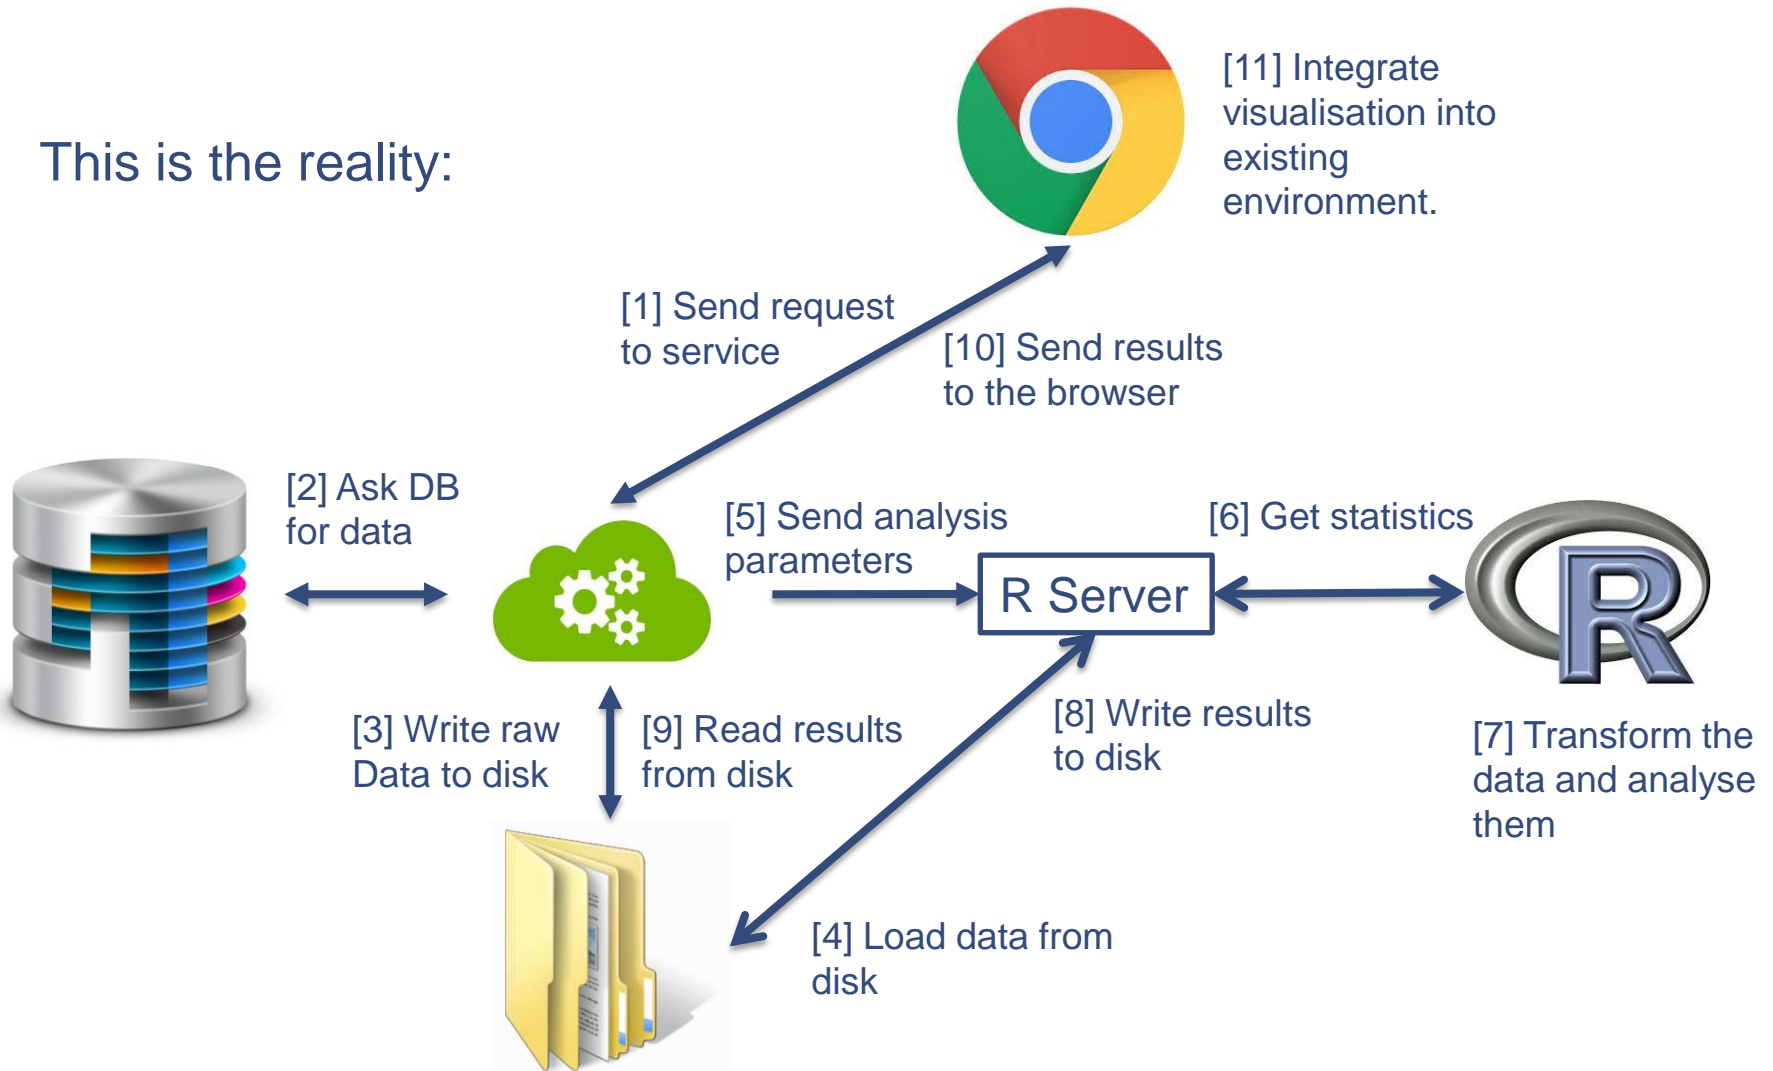 This is the reality:
[11] Integrate
visualisation into
existing
environment.
[1] Send request
to service
[10] Send results
to the browser
[2] Ask DB
for data
[5] Send analysis
parameters
[6] Get statistics
R Server
R
[3] Write raw
Data to disk
[9] Read results
from disk
[8] Write results
to disk
[7] Transform the
data and analyse
them
[4] Load data from
disk